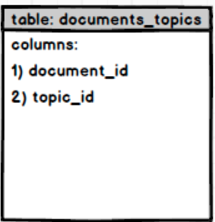 table: documents_topics
columns:
1) document_id
2) topic_id